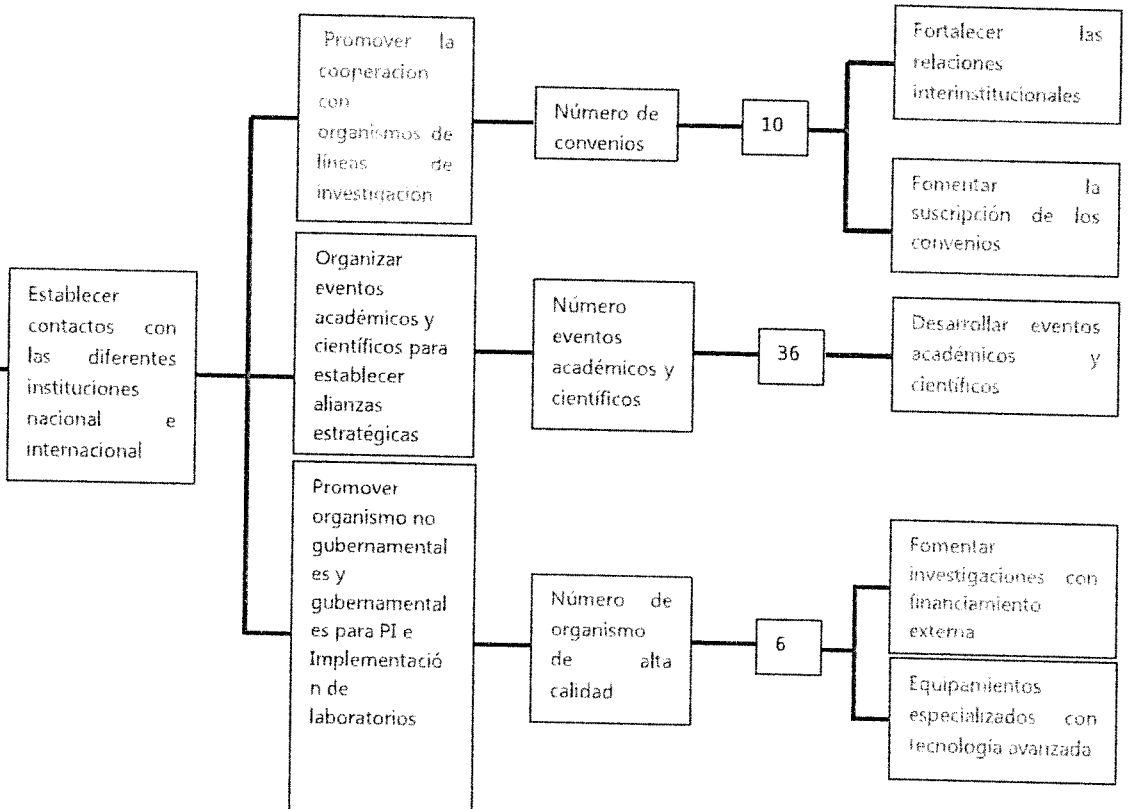 Establecer
contactos con
las diferentes
instituciones
nacional e
internacional
Promover la
cooperacion
con
organismos de
líneas de
investigación
Número de
convenios
10
Fortalecer las
relaciones
interinstitucionales
Fomentar la
suscripción de los
convenios
Organizar
eventos
académicos y
científicos para
establecer
alianzas
estratégicas
Número
eventos
académicos y
científicos
36
Desarrollar eventos
académicos y
científicos
Promover
organismo no
gubernamental
es y
gubernamental
es para PI e
Implementació
n de
laboratorios
Número de
organismo
de alta
calidad
6
Fomentar
investigaciones con
financiamiento
externa
Equipamientos
especializados con
tecnología avanzada